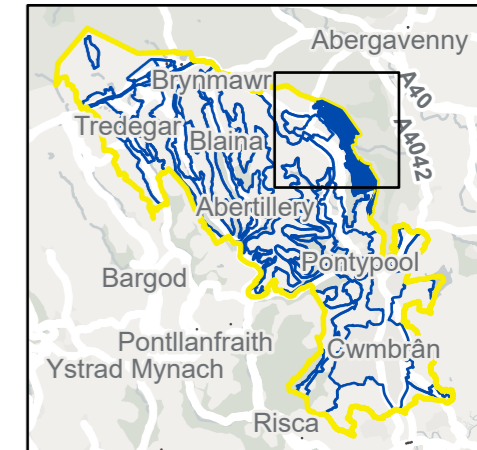 Abergavenny
Brynmawr
A40
Tredegar
Blaina
A4042
Abertillery
Pontypool
Bargod
Pontllanfraith
Cwmbrân
Ystrad Mynach
Risca